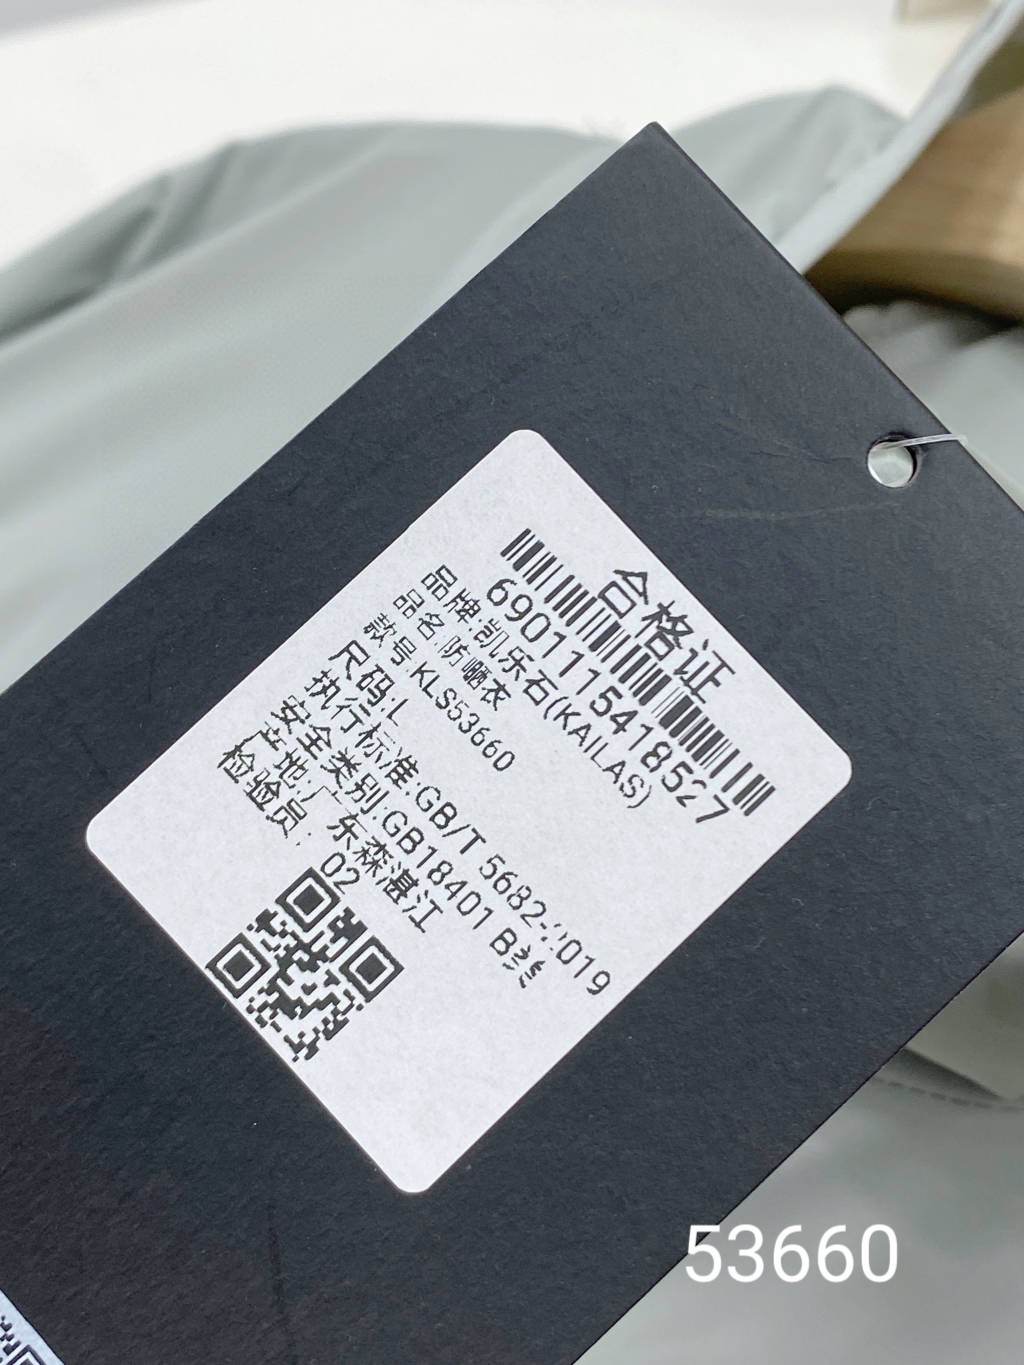 合格证
6901115418527
品牌:凯乐石(KAILAS)
品名:防嗮衣
款号:KLS53660
尺码:L
执行标准:GB/T 5682-2019
安全类别:GB18401 B类
产地:广东森湛江
检验员: 02
53660